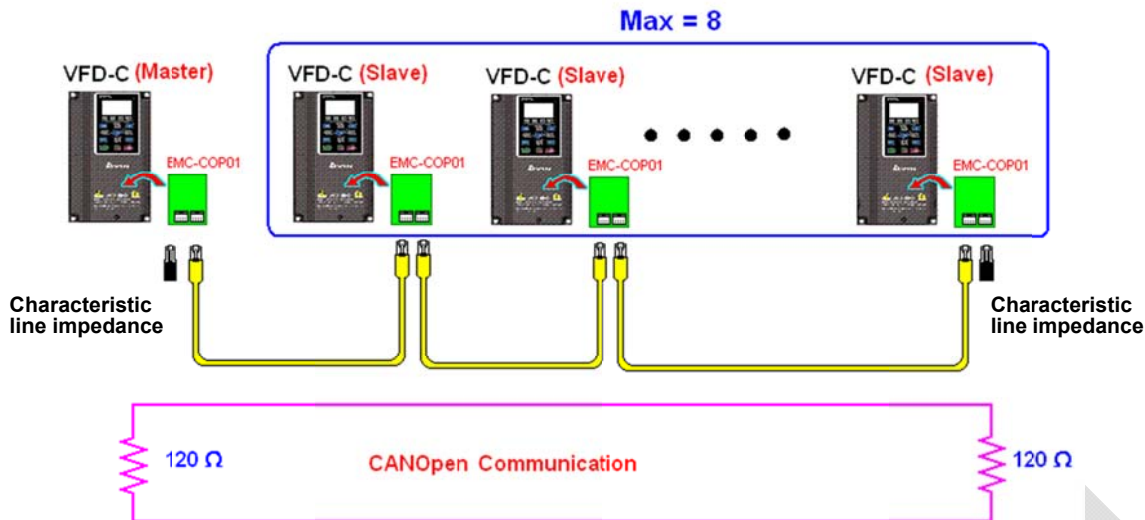 Max = 8
VFD-C (Master)
VFD-C (Slave)
VFD-C (Slave)
VFD-C (Slave)
EMC-COP01
EMC-COP01
EMC-COP01
EMC-COP01
Characteristic
line impedance
Characteristic
line impedance
120 Ω
CANOpen Communication
120 Ω